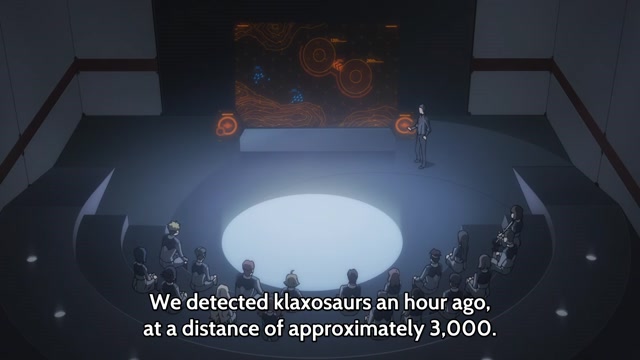 We detected klaxosaurs an hour ago,
at a distance of approximately 3,000.